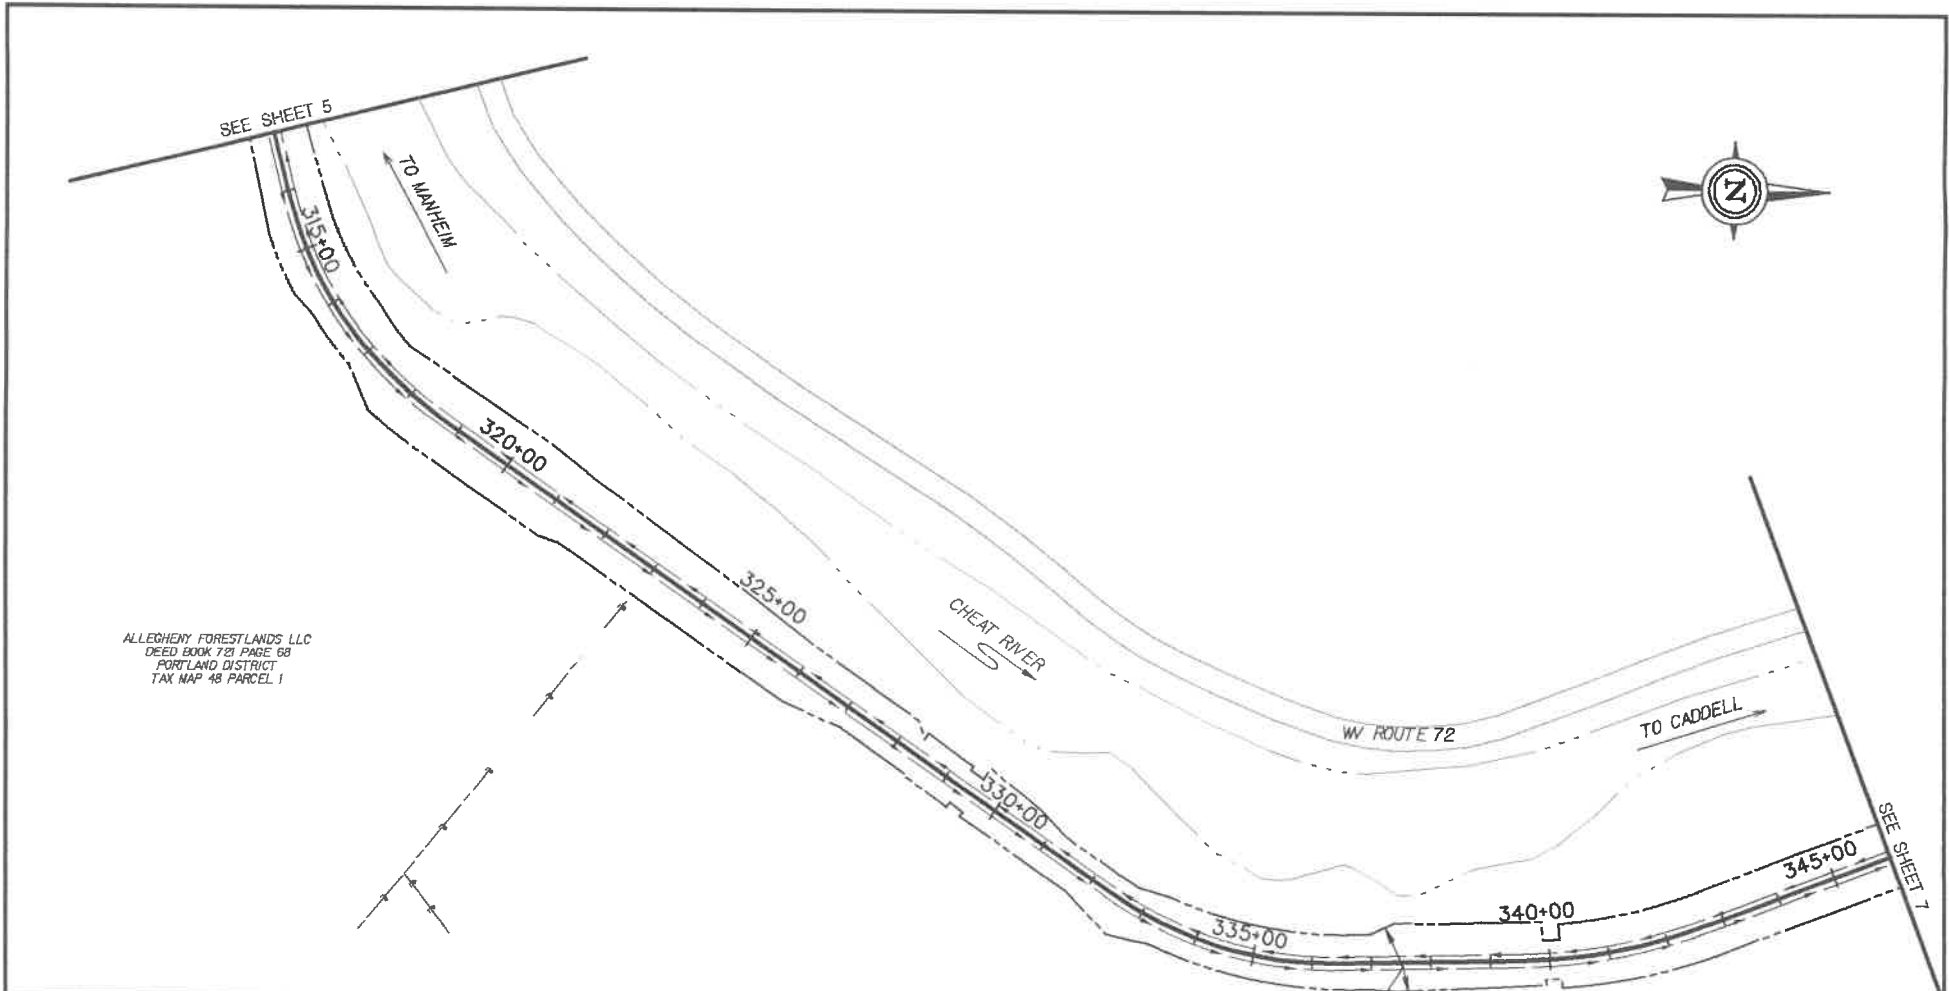 SEE SHEET 5
TO MANHEIM
N
315+00
320+00
325+00
CHEAT RIVER
ALLEGHENY FORESTLANDS LLC
DEED BOOK 721 PAGE 68
PORTLAND DISTRICT
TAX MAP 48 PARCEL 1
WV ROUTE 72
TO CADDELL
330+00
335+00
340+00
345+00
SEE SHEET 7